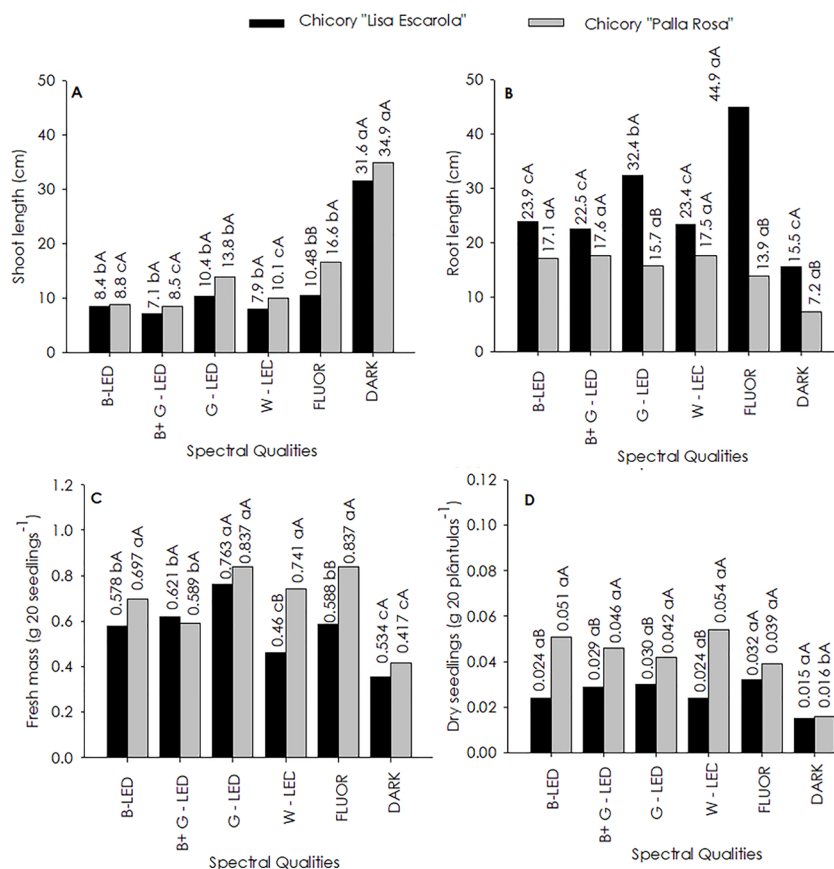 Chicory "Lisa Escarola"
Chicory "Palla Rosa"
A
Shoot length (cm)
50
40
30
20
10
0
8.4 bA
8.8 cA
7.1 bA
8.5 cA
10.4 bA
13.8 bA
7.9 bA
10.1 cA
10.48 bB
16.6 bA
31.6 aA
34.9 aA
B-LED
B+ G - LED
G - LED
W - LED
FLUOR
DARK
Spectral Qualities
B
Root length (cm)
50
40
30
20
10
0
23.9 cA
17.1 aA
22.5 cA
17.6 aA
32.4 bA
15.7 aB
23.4 cA
17.5 aA
44.9 aA
13.9 aB
15.5 cA
7.2 aB
B-LED
B+ G - LED
G - LED
W - LED
FLUOR
DARK
Spectral Qualities
C
Fresh mass (g 20 seedlings-1)
1.2
1.0
0.8
0.6
0.4
0.2
0.0
0.578 bA
0.697 aA
0.621 bA
0.589 bA
0.763 aA
0.837 aA
0.46 cB
0.741 aA
0.588 bB
0.837 aA
0.534 cA
0.417 cA
B-LED
B+ G - LED
G - LED
W - LED
FLUOR
DARK
Spectral Qualities
D
Dry seedlings (g 20 plântulas-1)
0.12
0.10
0.08
0.06
0.04
0.02
0.00
0.024 aB
0.051 aA
0.029 aB
0.046 aA
0.030 aB
0.042 aA
0.024 aB
0.054 aA
0.032 aA
0.039 aA
0.015 aA
0.016 bA
B-LED
B+ G - LED
G - LED
W - LED
FLUOR
DARK
Spectral Qualities